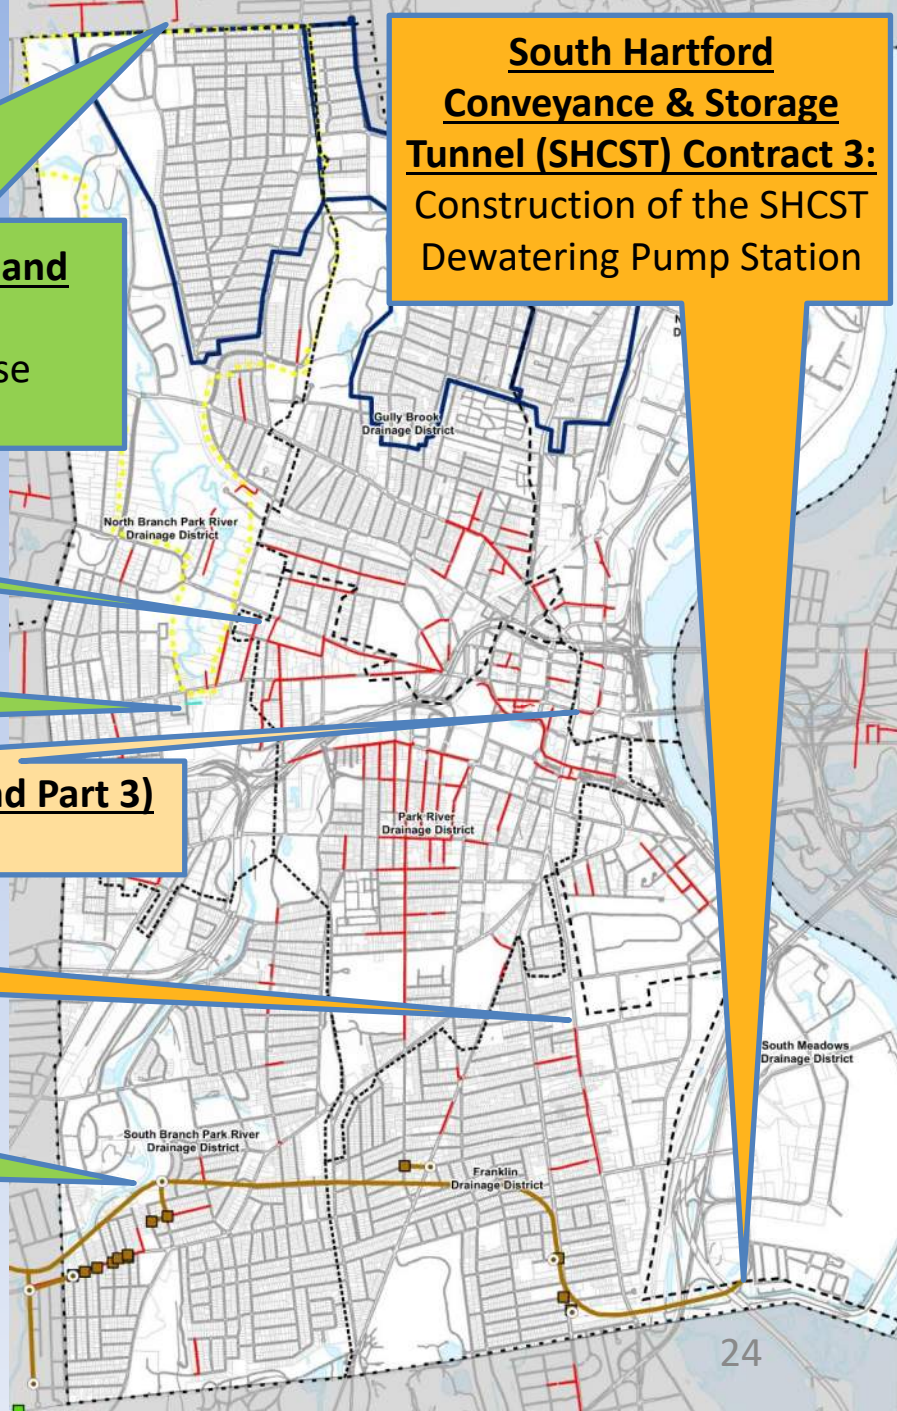 South Hartford
Conveyance & Storage
Tunnel (SHCST) Contract 3:
Construction of the SHCST
Dewatering Pump Station
and
se
N
D
Gully Brook
Drainage District
North Branch Park River
Drainage District
nd Part 3)
Park River
Drainage District
South Meadows
Drainage District
South Branch Park River
Drainage District
Franklin
Drainage District
24